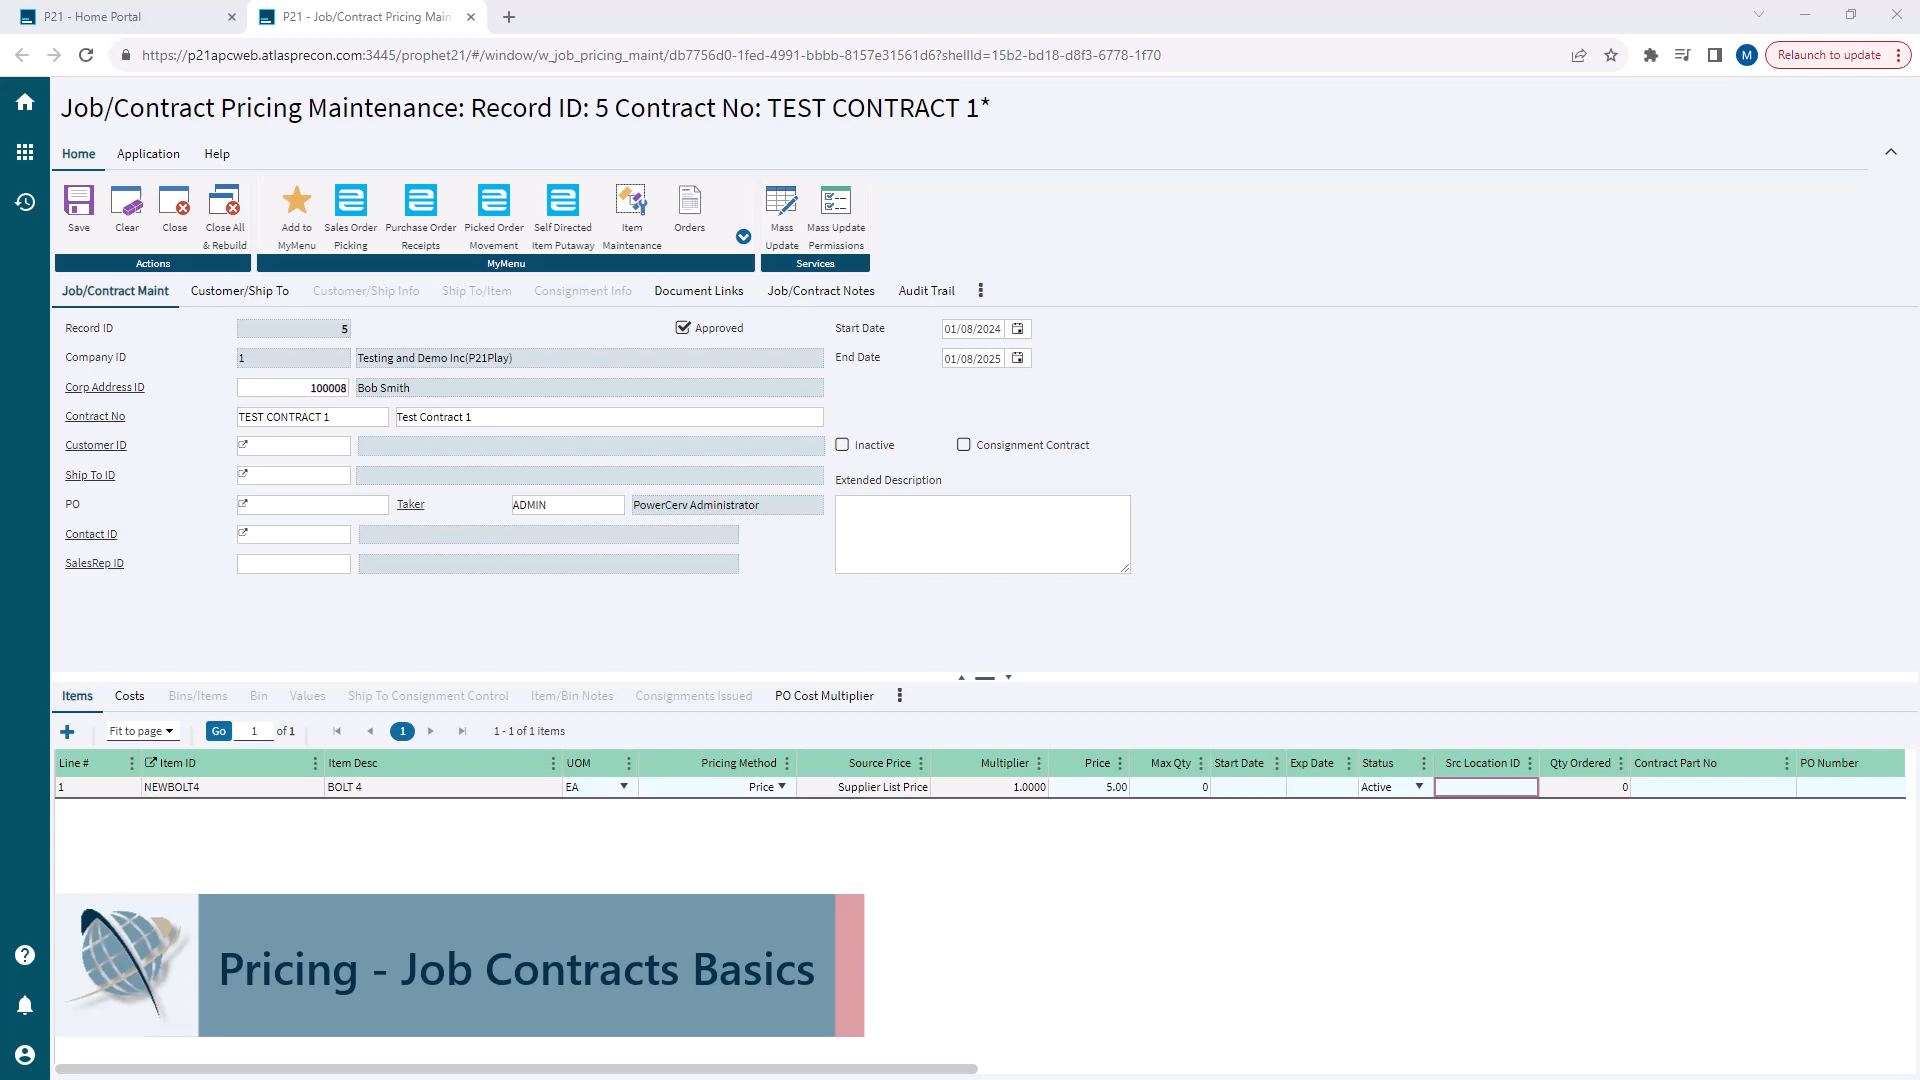 P21 - Home Portal
P21 - Job/Contract Pricing Main
https://p21apcweb.atlasprecon.com:3445/prophet21/#/window/w_job_pricing_maint/db7756d0-1fed-4991-bbbb-8157e31561d6?shellId=15b2-bd18-d8f3-6778-1f70
M
Relaunch to update
Job/Contract Pricing Maintenance: Record ID: 5 Contract No: TEST CONTRACT 1*
Home Application Help
Save
Clear
Close
Close All & Rebuild
Add to MyMenu
Sales Order Picking
Purchase Order Receipts
Picked Order Movement
Self Directed Item Putaway
Item Maintenance
Orders
Mass Update
Mass Update Permissions
Actions MyMenu Services
Job/Contract Maint Customer/Ship To Customer/Ship Info Ship To/Item Consignment Info Document Links Job/Contract Notes Audit Trail
Record ID 5 Approved Start Date 01/08/2024
Company ID 1 Testing and Demo Inc(P21Play) End Date 01/08/2025
Corp Address ID 100008 Bob Smith
Contract No TEST CONTRACT 1 Test Contract 1
Customer ID Inactive Consignment Contract
Ship To ID Extended Description
PO Taker ADMIN PowerCerv Administrator
Contact ID
SalesRep ID
Items Costs Bins/Items Bin Values Ship To Consignment Control Item/Bin Notes Consignments Issued PO Cost Multiplier
Fit to page Go 1 of 1 1 1 - 1 of 1 items
Line # Item ID Item Desc UOM Pricing Method Source Price Multiplier Price Max Qty Start Date Exp Date Status Src Location ID Qty Ordered Contract Part No PO Number
1 NEWBOLT4 BOLT 4 EA Price Supplier List Price 1.0000 5.00 0 Active 0
Pricing - Job Contracts Basics